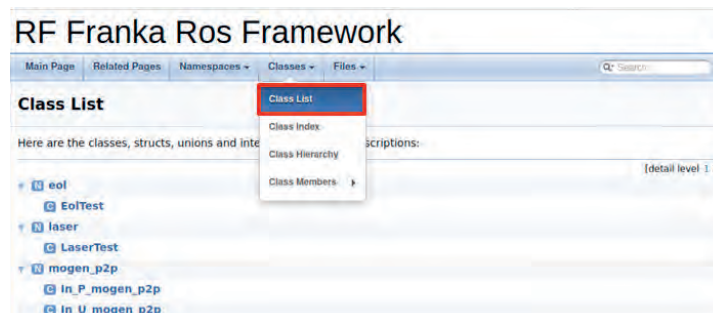 RF Franka Ros Framework
Main Page Related Pages Namespaces Classes Files Search
Class List
Class List
Class Index
Here are the classes, structs, unions and inte scriptions:
Class Hierarchy
[detail level 1
Class Members
N eol
C EolTest
N laser
C LaserTest
N mogen_p2p
C In_P_mogen_p2p
C In_U_mogen_p2p